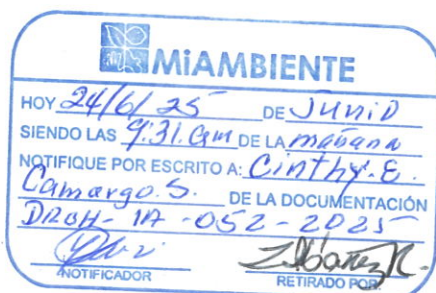 MiAMBIENTE
HOY 24/6/25 DE Junio
SIENDO LAS 9:31.am DE LA mañana
NOTIFIQUE POR ESCRITO A: Cinthy.E.
Camargo.S. DE LA DOCUMENTACIÓN
DRBH-IA-052-2025
NOTIFICADOR RETIRADO POR